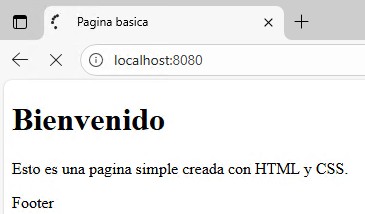 Pagina basica
localhost:8080
Bienvenido
Esto es una pagina simple creada con HTML y CSS.
Footer